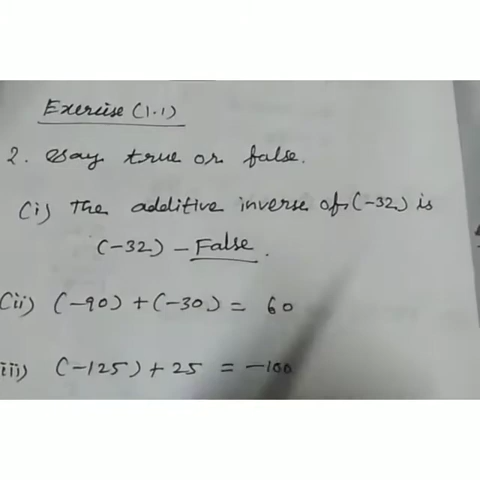 Exercise (1.1)
2. Say true or false.
(i) The additive inverse of (-32) is
(-32) - False.
(ii) (-90) + (-30) = 60
iii) (-125) + 25 = -100